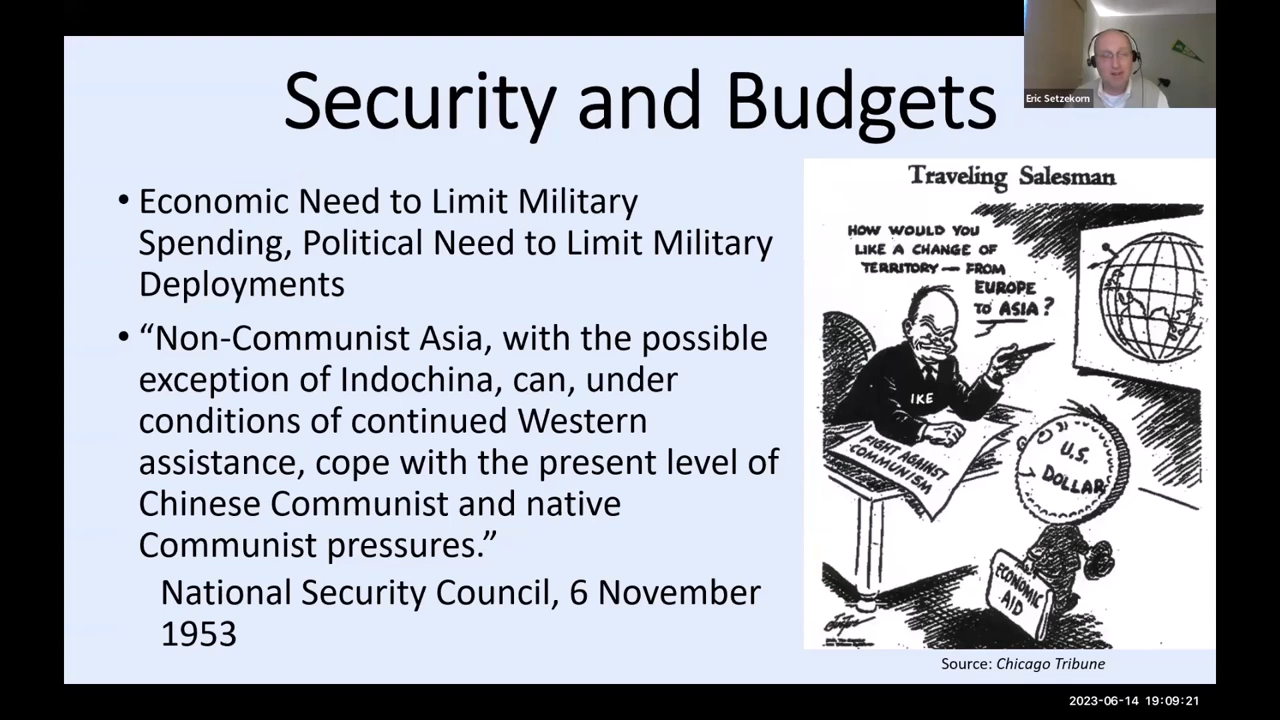 Security and Budgets
Eric Setzekorn
• Economic Need to Limit Military
Spending, Political Need to Limit Military
Deployments
• “Non-Communist Asia, with the possible
exception of Indochina, can, under
conditions of continued Western
assistance, cope with the present level of
Chinese Communist and native
Communist pressures.”
National Security Council, 6 November
1953
Traveling Salesman
HOW WOULD YOU
LIKE A CHANGE OF
TERRITORY — FROM
EUROPE
TO ASIA?
IKE
FIGHT AGAINST
COMMUNISM
U.S.
DOLLAR
ECONOMIC
AID
Source: Chicago Tribune
2023-06-14 19:09:21